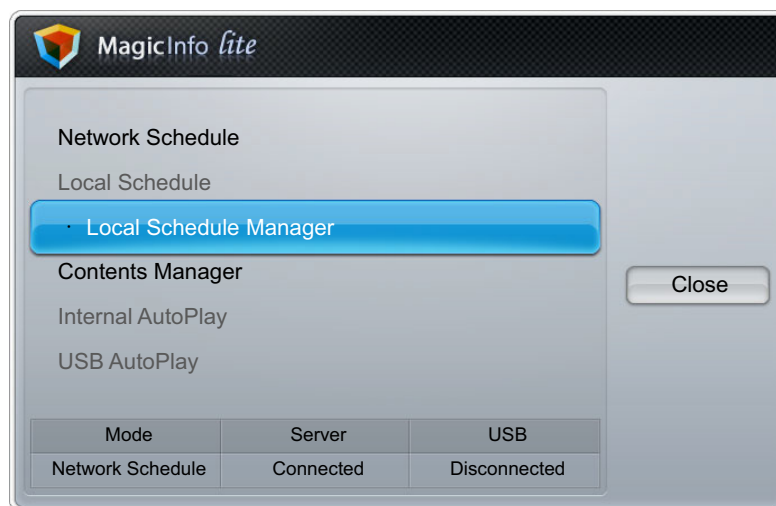 MagicInfo lite
Network Schedule
Local Schedule
· Local Schedule Manager
Contents Manager
Close
Internal AutoPlay
USB AutoPlay
Mode Server USB
Network Schedule Connected Disconnected